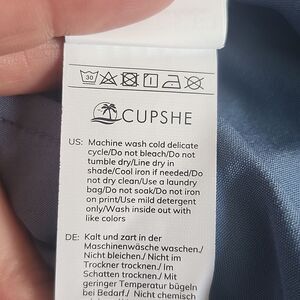 30
CUPSHE
US: Machine wash cold delicate
cycle/Do not bleach/Do not
tumble dry/Line dry in
shade/Cool iron if needed/Do
not dry clean/Use a laundry
bag/Do not soak/Do not iron
on print/Use mild detergent
only/Wash inside out with
like colors
DE: Kalt und zart in der
Maschinenwäsche waschen./
Nicht bleichen./ Nicht im
Trockner trocknen./ Im
Schatten trocknen./ Mit
geringer Temperatur bügeln
bei Bedarf./ Nicht chemisch